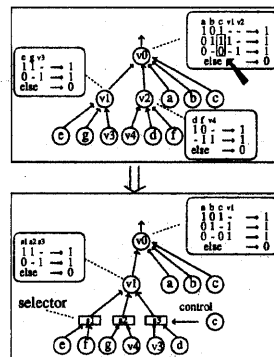 a b c v1 v2
1 0 1 - - → 1
0 1 1 1 - → 1
0 - 0 - 1 → 1
else → 0
e g v3
1 1 - → 1
0 - 1 → 1
else → 0
v0
v1
v2
a
b
c
d f v4
1 0 - → 1
- 1 1 → 1
else → 0
e
g
v3
v4
d
f
a b c v1
1 0 1 - → 1
0 1 - 1 → 1
0 - 0 1 → 1
else → 0
s1 s2 s3
1 1 - → 1
0 - 1 → 1
else → 0
v0
v1
a
b
c
selector
control
c
e
f
g
v4
v3
d